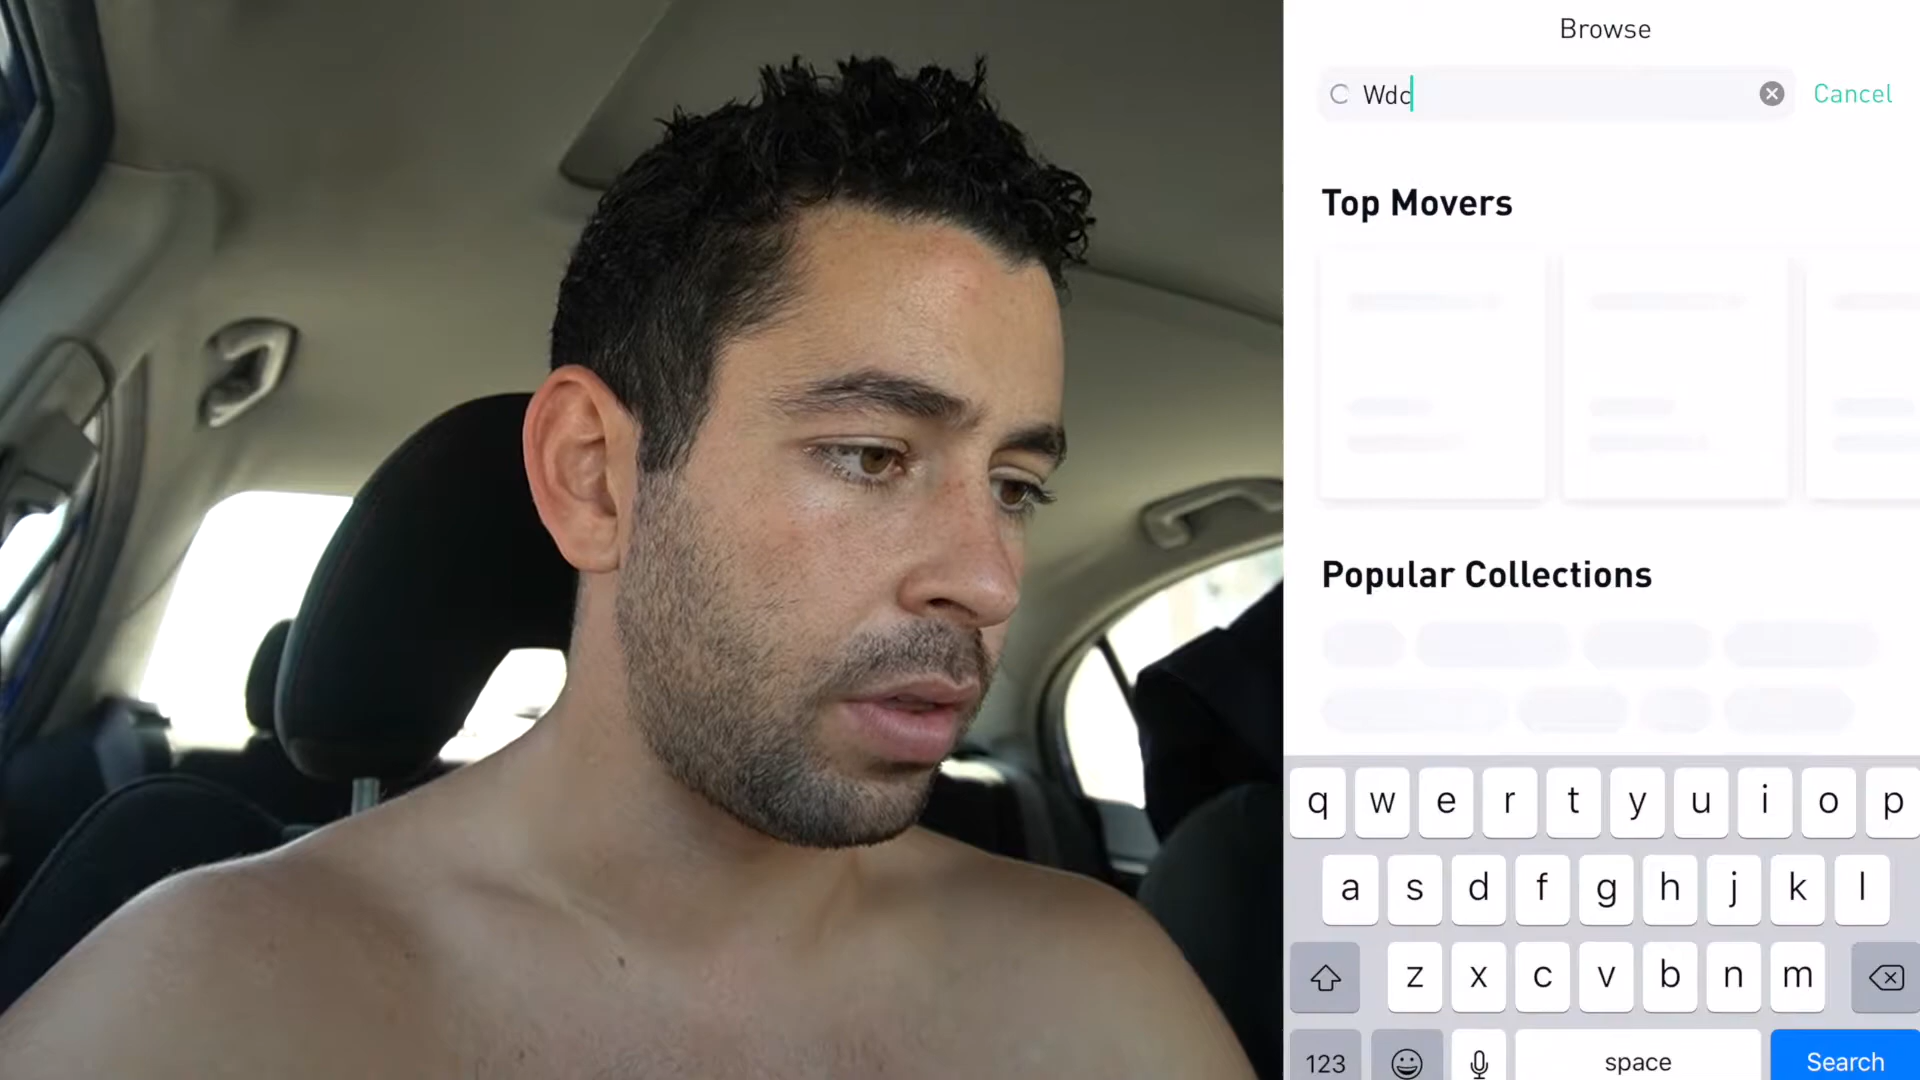 Browse
Wdc
Cancel
Top Movers
Popular Collections
q w e r t y u i o p
a s d f g h j k l
z x c v b n m
123 space Search